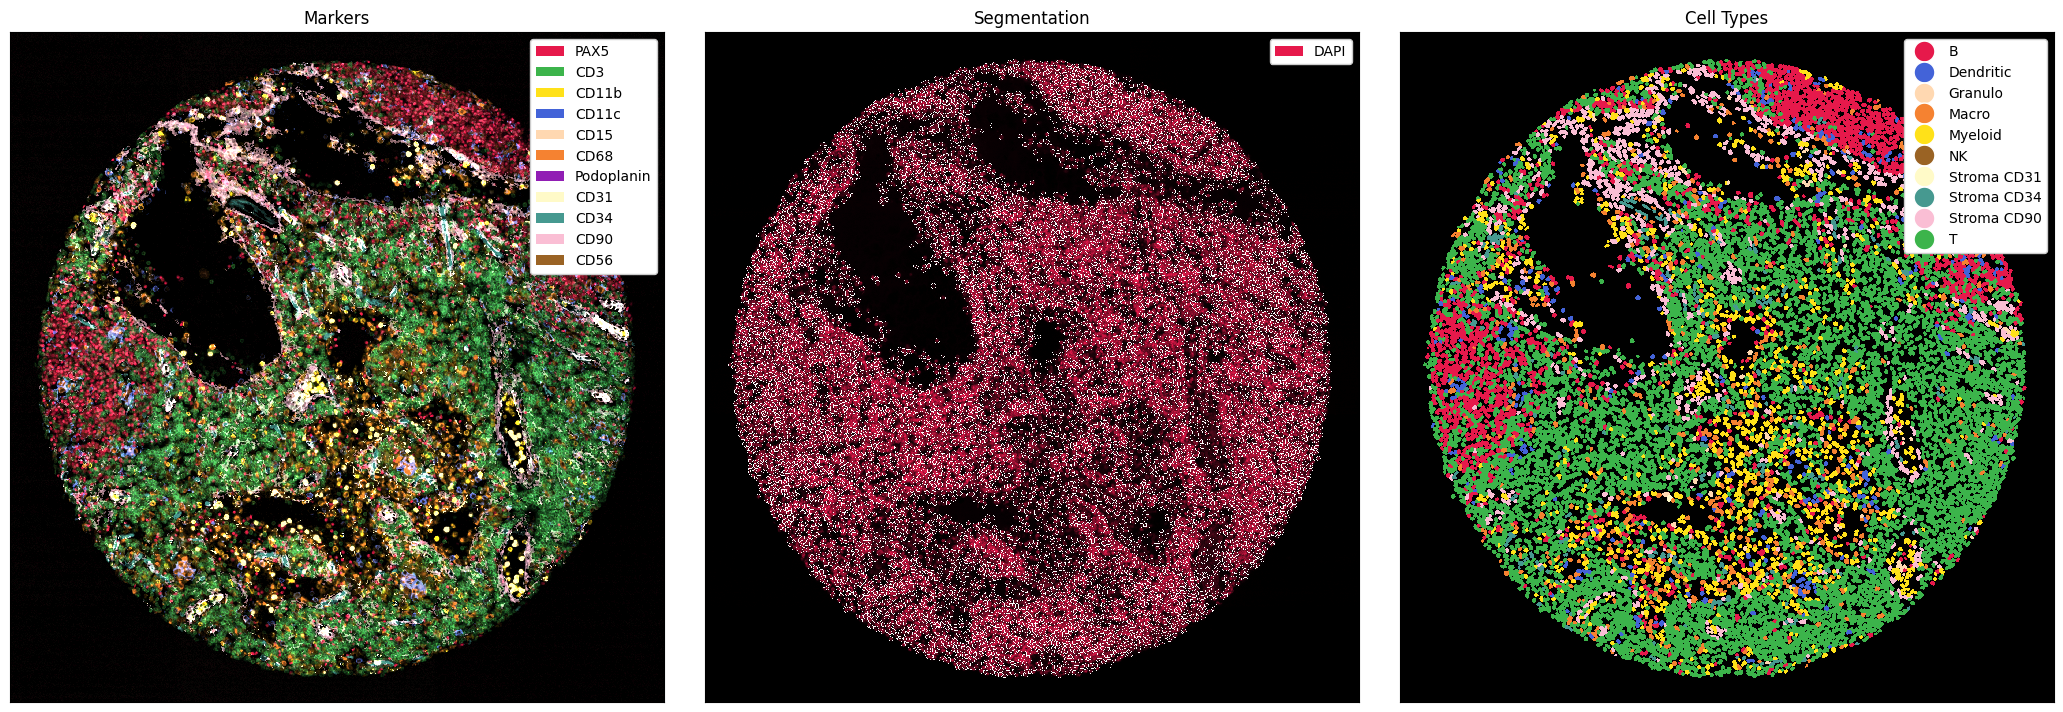 Markers
PAX5
CD3
CD11b
CD11c
CD15
CD68
Podoplanin
CD31
CD34
CD90
CD56
Segmentation
DAPI
Cell Types
B
Dendritic
Granulo
Macro
Myeloid
NK
Stroma CD31
Stroma CD34
Stroma CD90
T